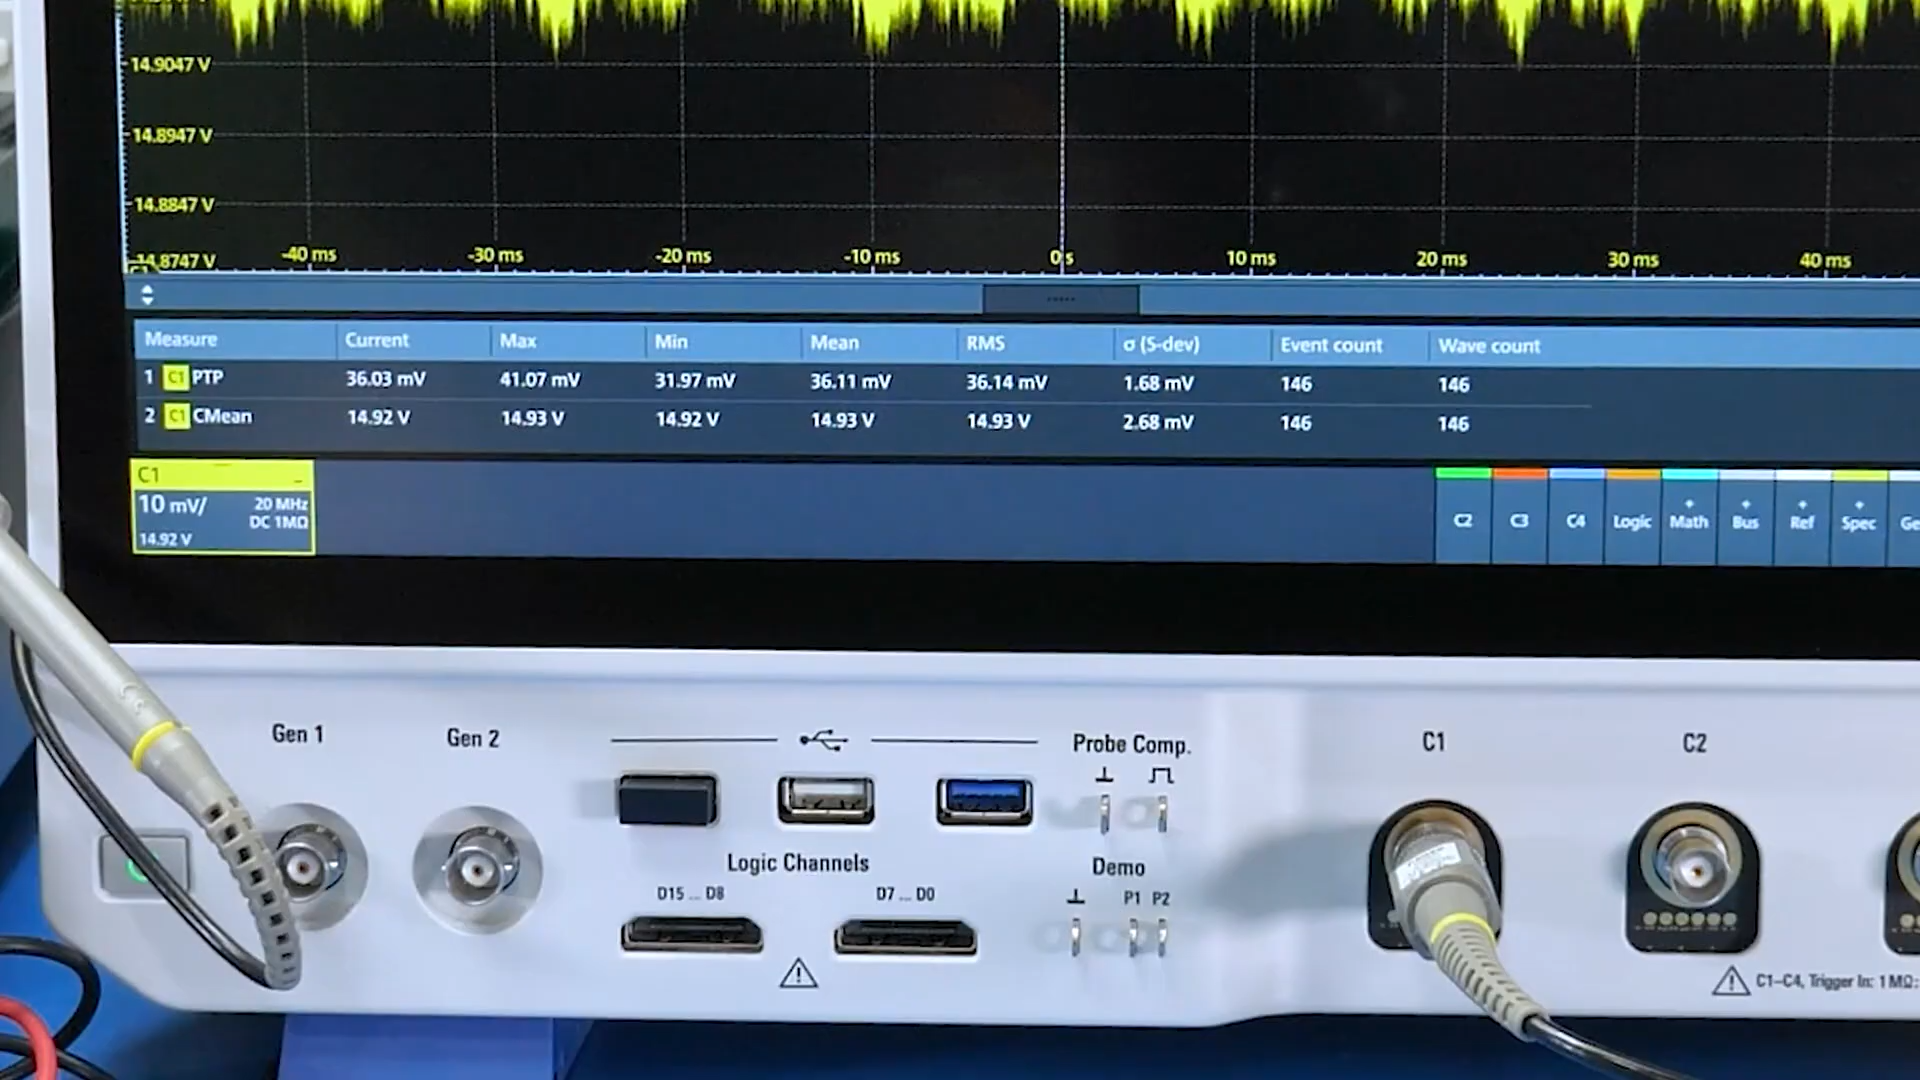 14.9047 V
14.8947 V
14.8847 V
14.8747 V
-40 ms -30 ms -20 ms -10 ms 0 s 10 ms 20 ms 30 ms 40 ms
Measure Current Max Min Mean RMS σ (S-dev) Event count Wave count
1 C1 PTP 36.03 mV 41.07 mV 31.97 mV 36.11 mV 36.14 mV 1.68 mV 146 146
2 C1 CMean 14.92 V 14.93 V 14.92 V 14.93 V 14.93 V 2.68 mV 146 146
C1
10 mV/ 20 MHz
DC 1MΩ
14.92 V
C2 C3 C4 Logic Math Bus Ref Spec Ge
Gen 1 Gen 2 Probe Comp. C1 C2
Logic Channels Demo
D15 ... D8 D7 ... D0 P1 P2
C1–C4, Trigger In: 1 MΩ: